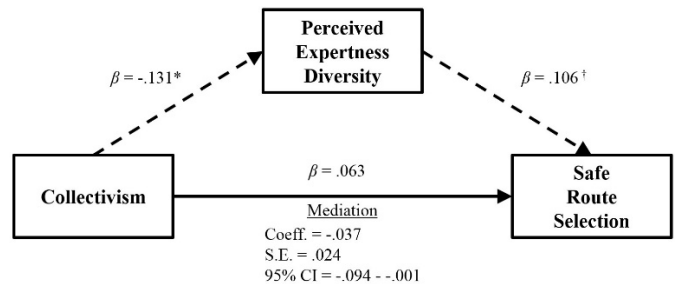 Perceived
Expertness
Diversity
β = -.131*
β = .106 †
Collectivism
β = .063
Safe
Route
Selection
Mediation
Coeff. = -.037
S.E. = .024
95% CI = -.094 - -.001